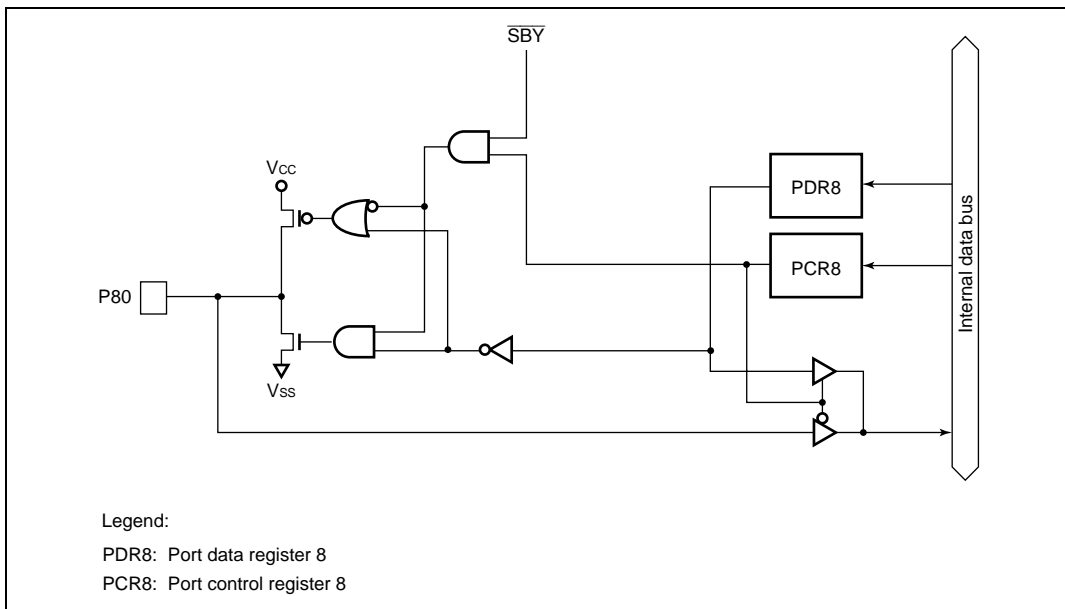 SBY
VCC
PDR8
PCR8
Internal data bus
P80
VSS
Legend:
PDR8: Port data register 8
PCR8: Port control register 8